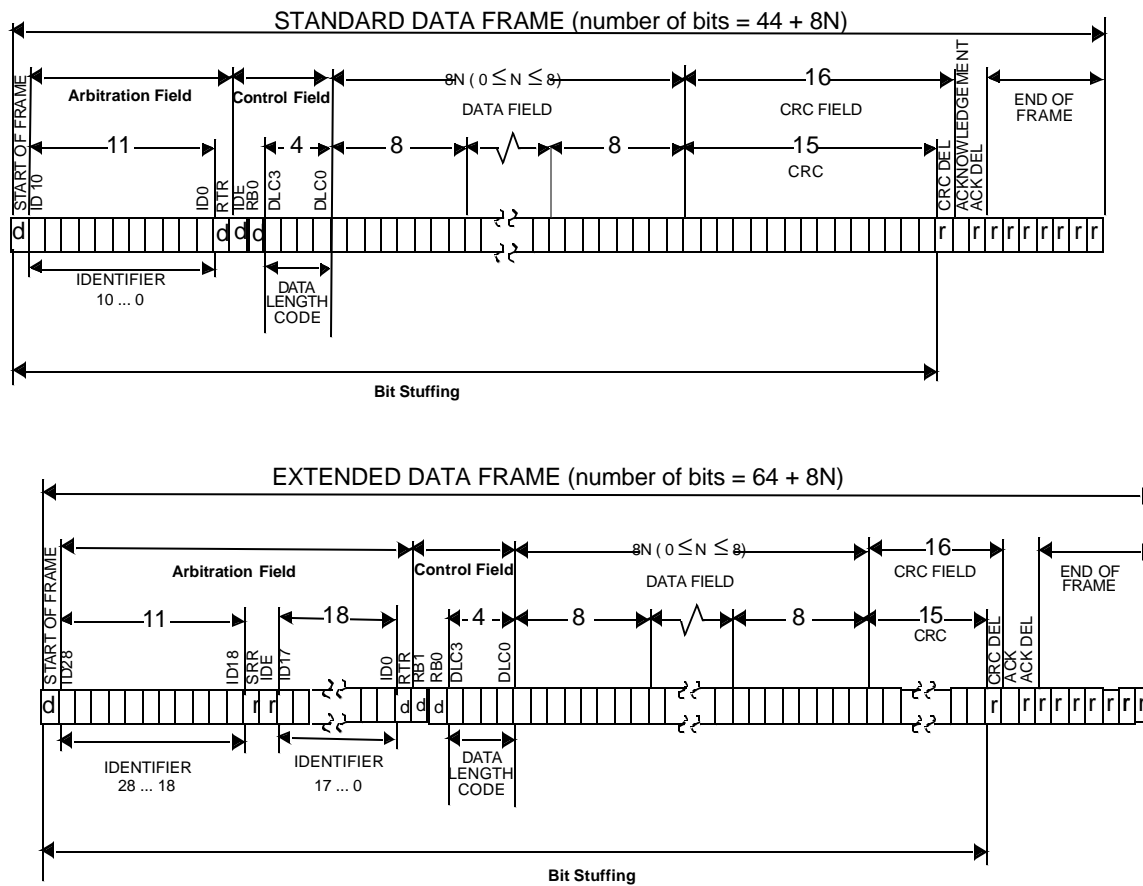 STANDARD DATA FRAME (number of bits = 44 + 8N)
8N ( 0 ≤ N ≤ 8)
16
Arbitration Field
Control Field
DATA FIELD
CRC FIELD
END OF
FRAME
11
4
8
8
15
CRC
START OF FRAME
ID 10
ID0
RTR
IDE
RB0
DLC3
DLC0
CRC DEL
ACKNOWLEDGEMENT
ACK DEL
d d d d r r r r r r r r r
IDENTIFIER
10 ... 0
DATA
LENGTH
CODE
Bit Stuffing
EXTENDED DATA FRAME (number of bits = 64 + 8N)
8N ( 0 ≤ N ≤ 8)
16
Arbitration Field
Control Field
DATA FIELD
CRC FIELD
END OF
FRAME
11
18
4
8
8
15
CRC
START OF FRAME
ID28
ID18
SRR
IDE
ID17
ID0
RTR
RB1
RB0
DLC3
DLC0
CRC DEL
ACK
ACK DEL
d r r d d d r r r r r r r r r
IDENTIFIER
28 ... 18
IDENTIFIER
17 ... 0
DATA
LENGTH
CODE
Bit Stuffing